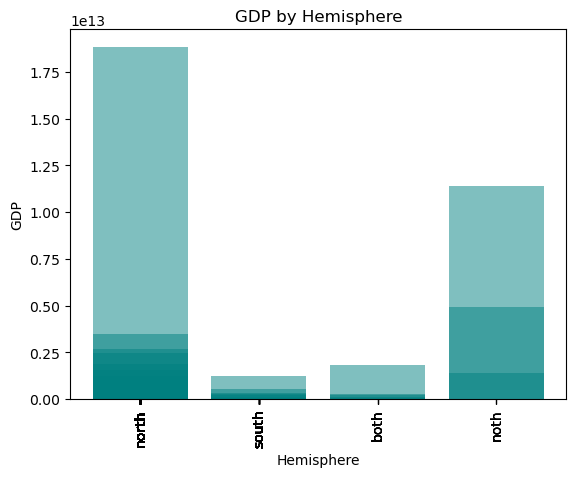 GDP by Hemisphere
1e13
1.75
1.50
1.25
1.00
0.75
0.50
0.25
0.00
GDP
north
south
both
noth
Hemisphere